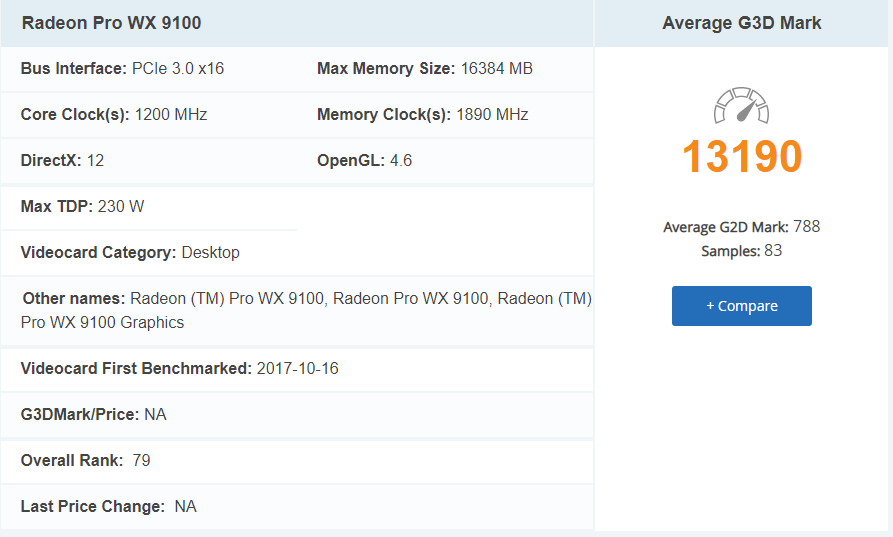 Radeon Pro WX 9100
Average G3D Mark
Bus Interface: PCIe 3.0 x16
Max Memory Size: 16384 MB
Core Clock(s): 1200 MHz
Memory Clock(s): 1890 MHz
DirectX: 12
OpenGL: 4.6
Max TDP: 230 W
Videocard Category: Desktop
Other names: Radeon (TM) Pro WX 9100, Radeon Pro WX 9100, Radeon (TM)
Pro WX 9100 Graphics
Videocard First Benchmarked: 2017-10-16
G3DMark/Price: NA
Overall Rank: 79
Last Price Change: NA
13190
Average G2D Mark: 788
Samples: 83
+ Compare